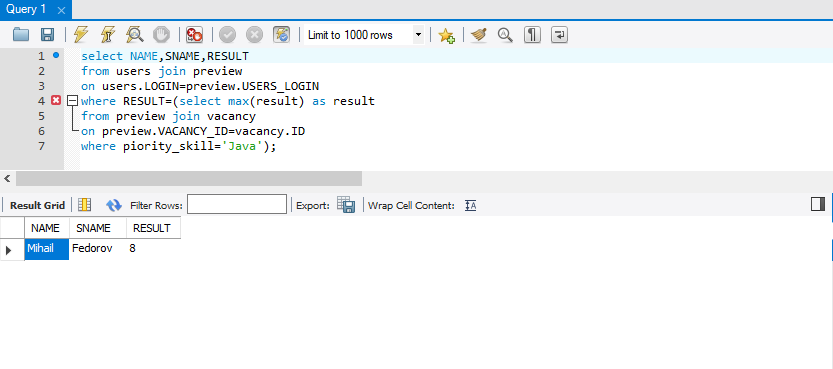 Query 1
Limit to 1000 rows
1 select NAME,SNAME,RESULT
2 from users join preview
3 on users.LOGIN=preview.USERS_LOGIN
4 where RESULT=(select max(result) as result
5 from preview join vacancy
6 on preview.VACANCY_ID=vacancy.ID
7 where piority_skill='Java');
Result Grid Filter Rows: Export: Wrap Cell Content:
NAME SNAME RESULT
Mihail Fedorov 8